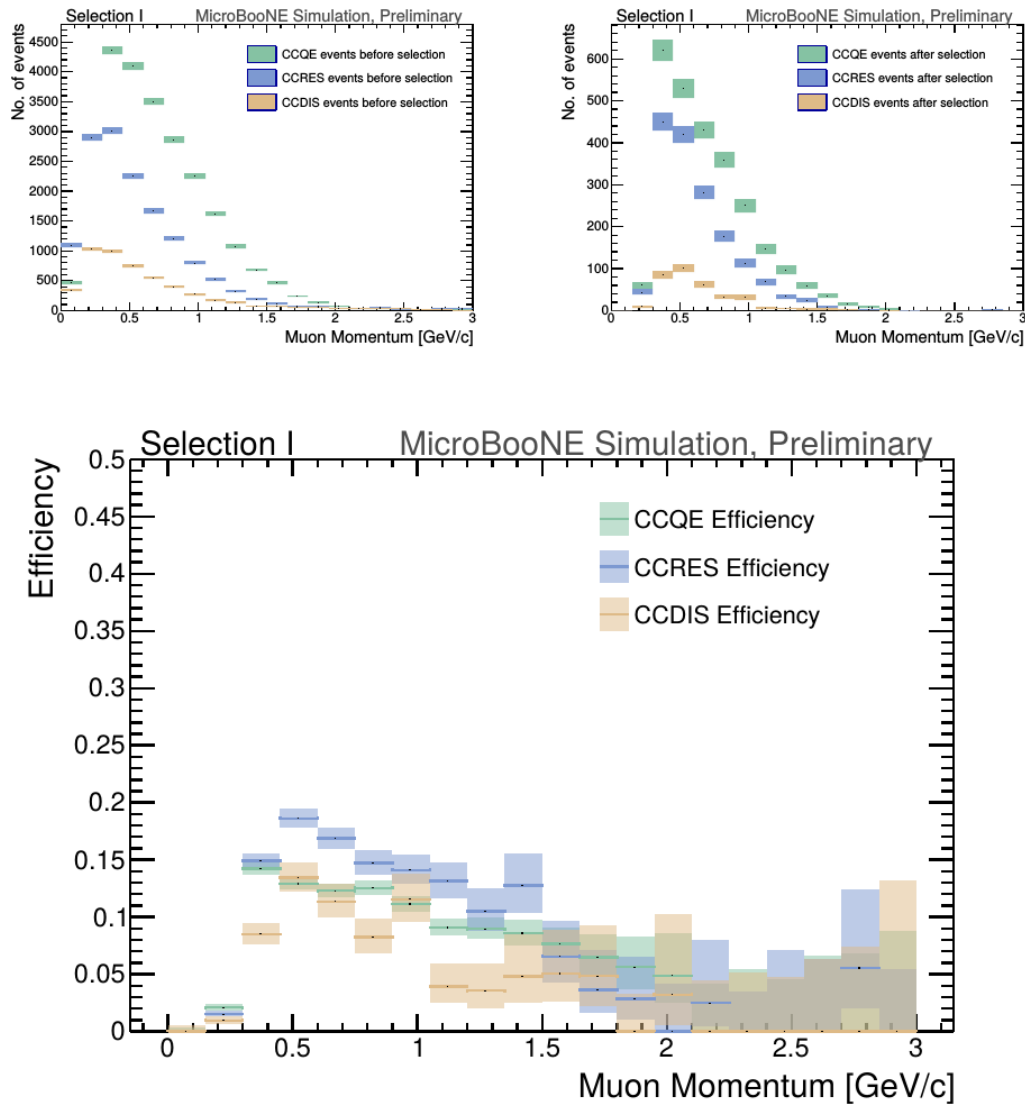 Selection I MicroBooNE Simulation, Preliminary
No. of events
4500
4000
3500
3000
2500
2000
1500
1000
500
0
CCQE events before selection
CCRES events before selection
CCDIS events before selection
0 0.5 1 1.5 2 2.5 3
Muon Momentum [GeV/c]
Selection I MicroBooNE Simulation, Preliminary
No. of events
600
500
400
300
200
100
0
CCQE events after selection
CCRES events after selection
CCDIS events after selection
0 0.5 1 1.5 2 2.5 3
Muon Momentum [GeV/c]
Selection I MicroBooNE Simulation, Preliminary
Efficiency
0.5
0.45
0.4
0.35
0.3
0.25
0.2
0.15
0.1
0.05
0
CCQE Efficiency
CCRES Efficiency
CCDIS Efficiency
0 0.5 1 1.5 2 2.5 3
Muon Momentum [GeV/c]